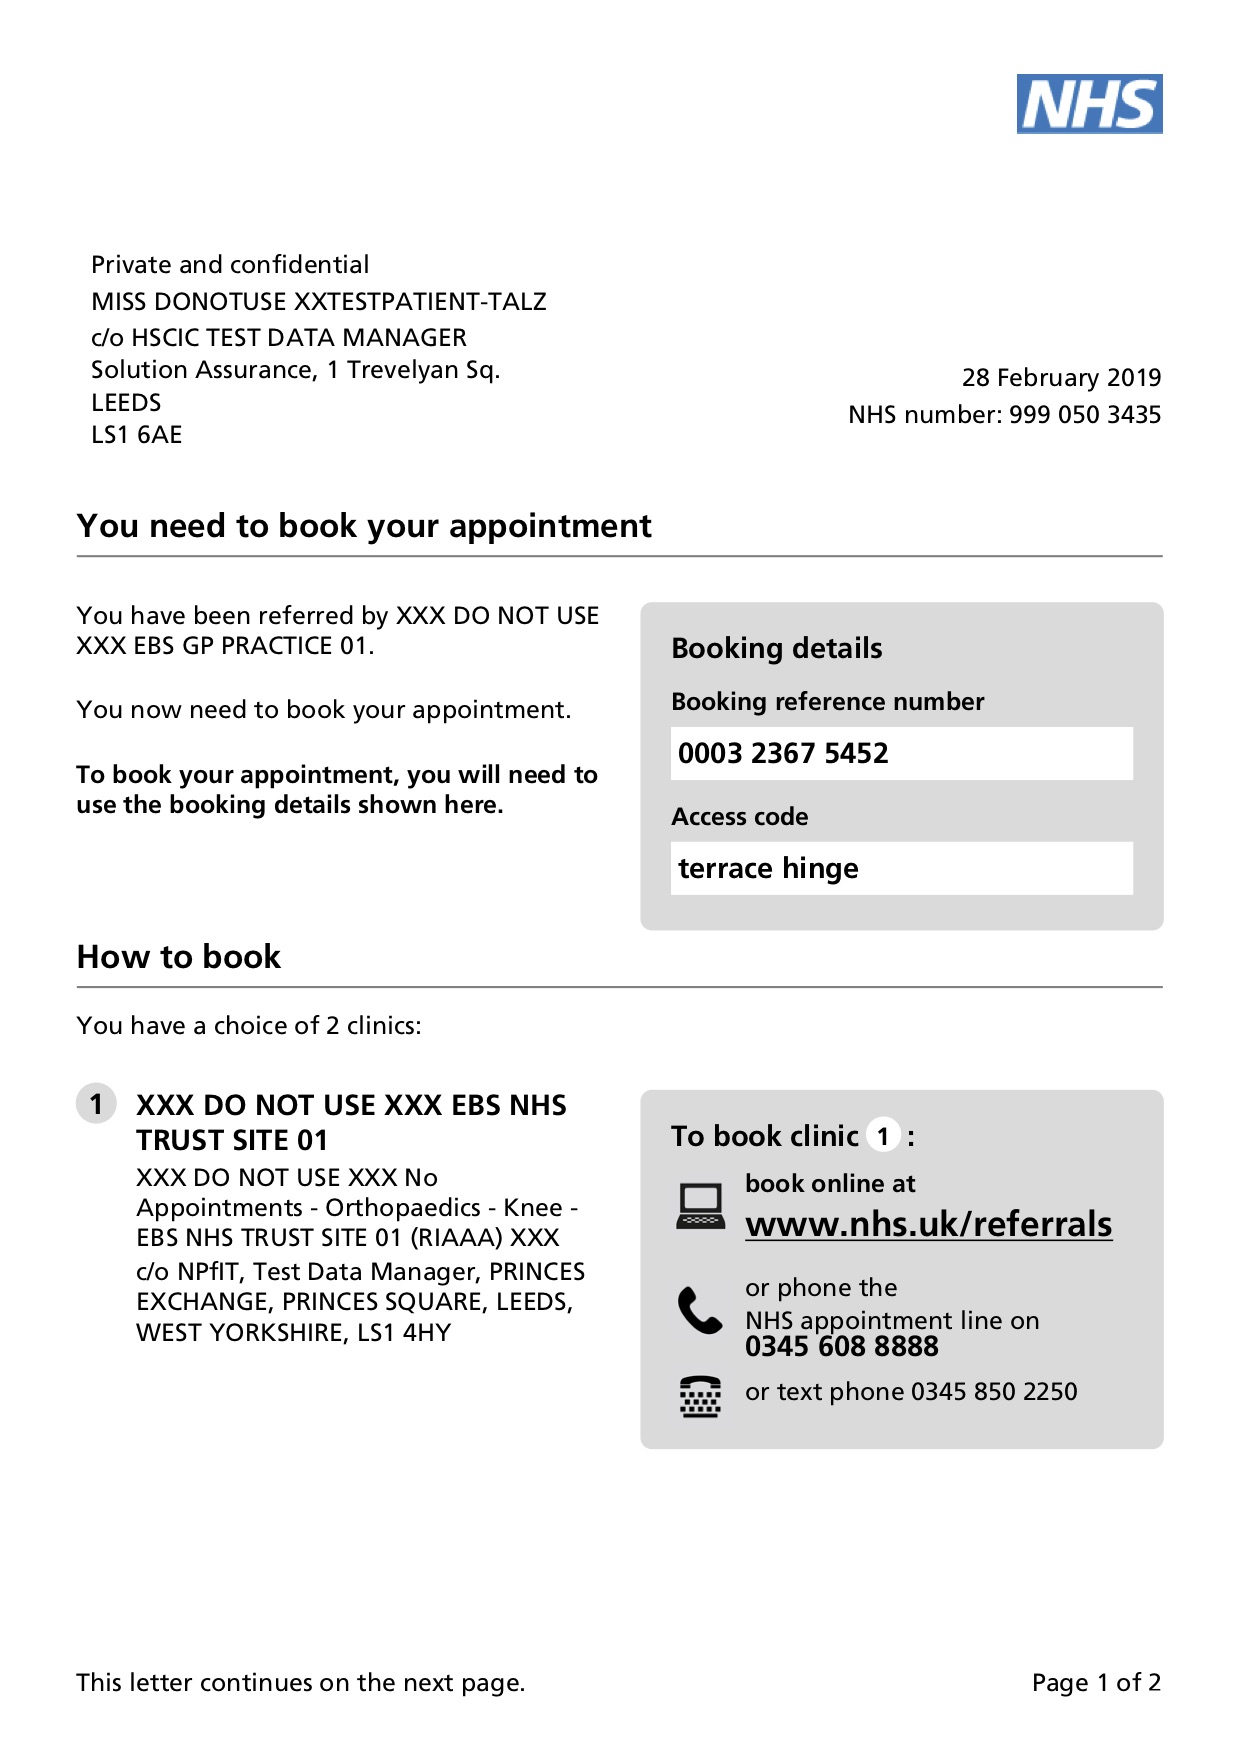 NHS
Private and confidential
MISS DONOTUSE XXTESTPATIENT-TALZ
c/o HSCIC TEST DATA MANAGER
Solution Assurance, 1 Trevelyan Sq.
LEEDS
LS1 6AE
28 February 2019
NHS number: 999 050 3435
You need to book your appointment
You have been referred by XXX DO NOT USE
XXX EBS GP PRACTICE 01.
You now need to book your appointment.
To book your appointment, you will need to
use the booking details shown here.
Booking details
Booking reference number
0003 2367 5452
Access code
terrace hinge
How to book
You have a choice of 2 clinics:
1 XXX DO NOT USE XXX EBS NHS
TRUST SITE 01
XXX DO NOT USE XXX No
Appointments - Orthopaedics - Knee -
EBS NHS TRUST SITE 01 (RIAAA) XXX
c/o NPfIT, Test Data Manager, PRINCES
EXCHANGE, PRINCES SQUARE, LEEDS,
WEST YORKSHIRE, LS1 4HY
To book clinic 1 :
book online at
www.nhs.uk/referrals
or phone the
NHS appointment line on
0345 608 8888
or text phone 0345 850 2250
This letter continues on the next page.
Page 1 of 2